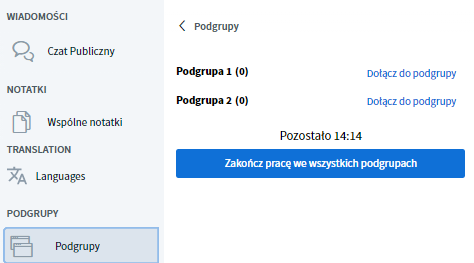 WIADOMOŚCI
Czat Publiczny
NOTATKI
Wspólne notatki
TRANSLATION
Languages
PODGRUPY
Podgrupy
Podgrupy
Podgrupa 1 (0) Dołącz do podgrupy
Podgrupa 2 (0) Dołącz do podgrupy
Pozostało 14:14
Zakończ pracę we wszystkich podgrupach